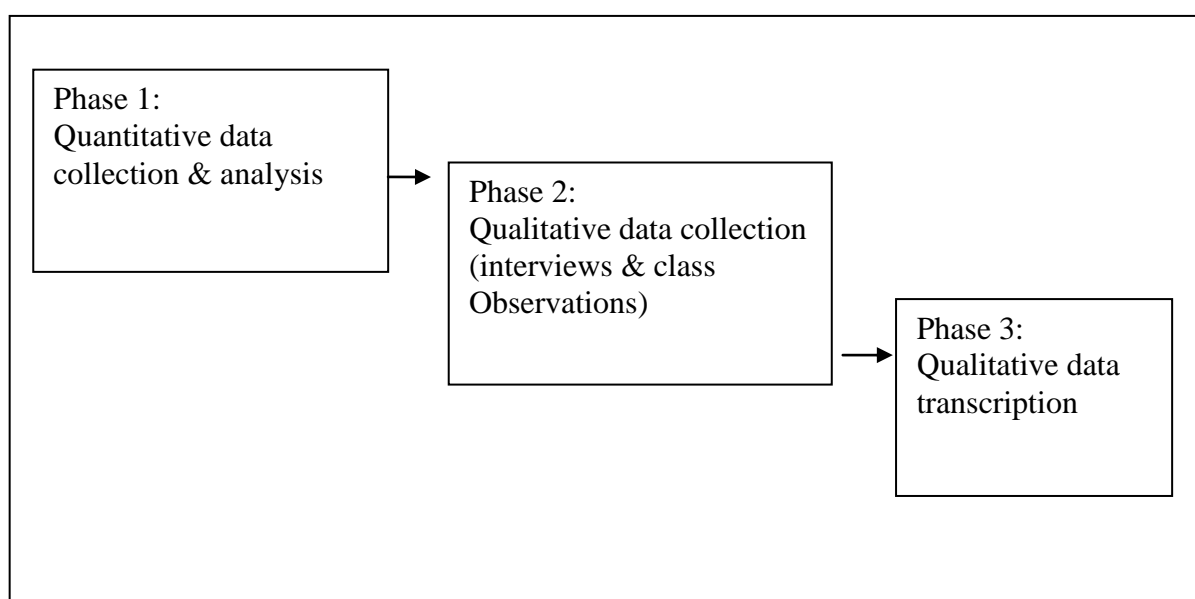 Phase 1:
Quantitative data
collection & analysis
Phase 2:
Qualitative data collection
(interviews & class
Observations)
Phase 3:
Qualitative data
transcription